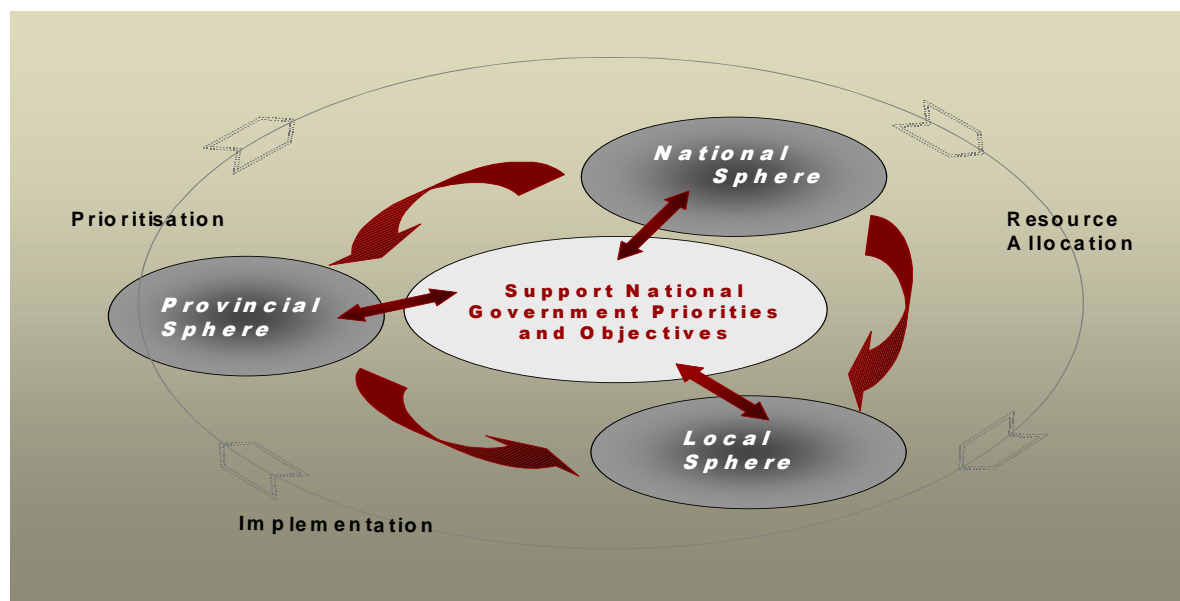 National
Sphere
Prioritisation
Resource
Allocation
Provincial
Sphere
Support National
Government Priorities
and Objectives
Local
Sphere
Implementation